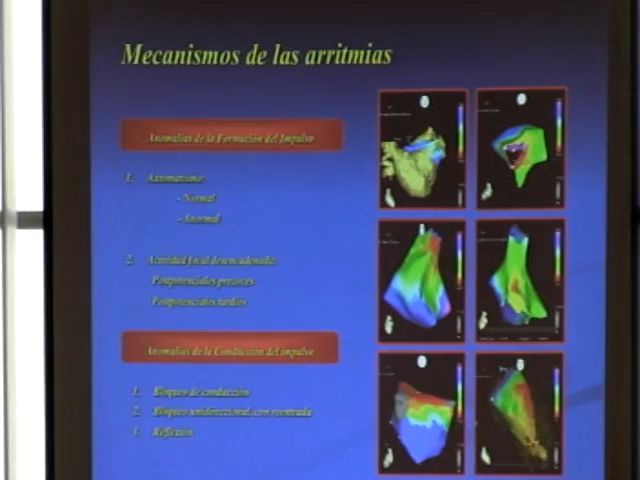 Mecanismos de las arritmias
Anomalías de la Formación del Impulso
1. Automatismo:
- Normal
- Anormal
2. Actividad focal desencadenada:
Postpotenciales precoces
Postpotenciales tardíos
Anomalías de la Conducción del impulso
1. Bloqueo de conducción
2. Bloqueo unidireccional, con reentrada
3. Reflexión